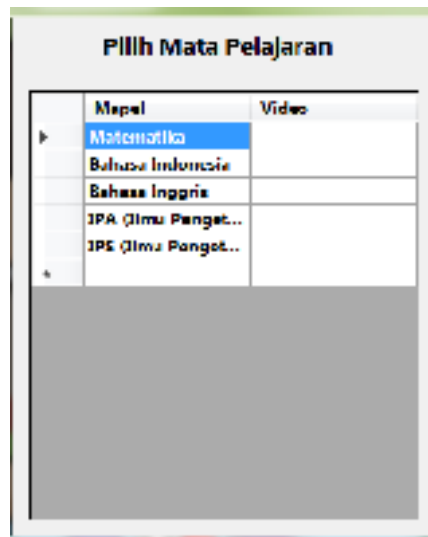 Pilih Mata Pelajaran
Mapel Video
Matematika
Bahasa Indonesia
Bahasa Inggris
IPA (Ilmu Penget...
IPS (Ilmu Penget...